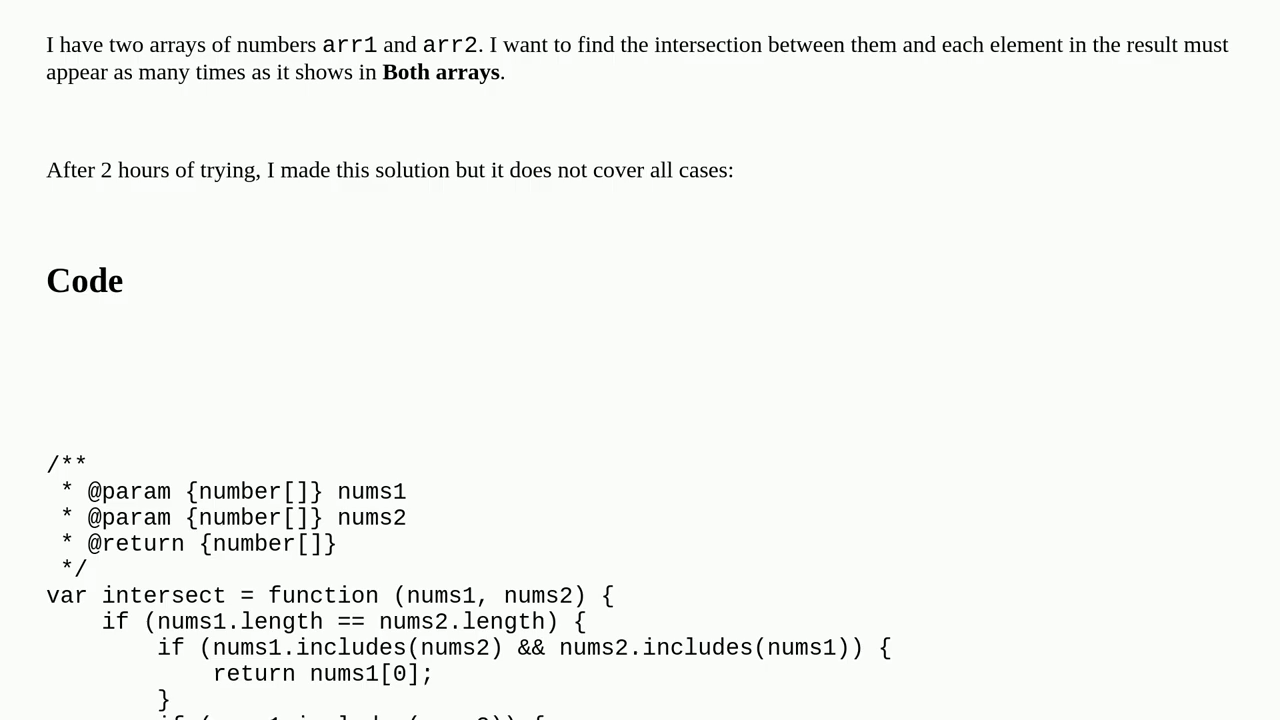 I have two arrays of numbers arr1 and arr2. I want to find the intersection between them and each element in the result must
appear as many times as it shows in Both arrays.
After 2 hours of trying, I made this solution but it does not cover all cases:
Code
/**
 * @param {number[]} nums1
 * @param {number[]} nums2
 * @return {number[]}
 */
var intersect = function (nums1, nums2) {
    if (nums1.length == nums2.length) {
        if (nums1.includes(nums2) && nums2.includes(nums1)) {
            return nums1[0];
        }